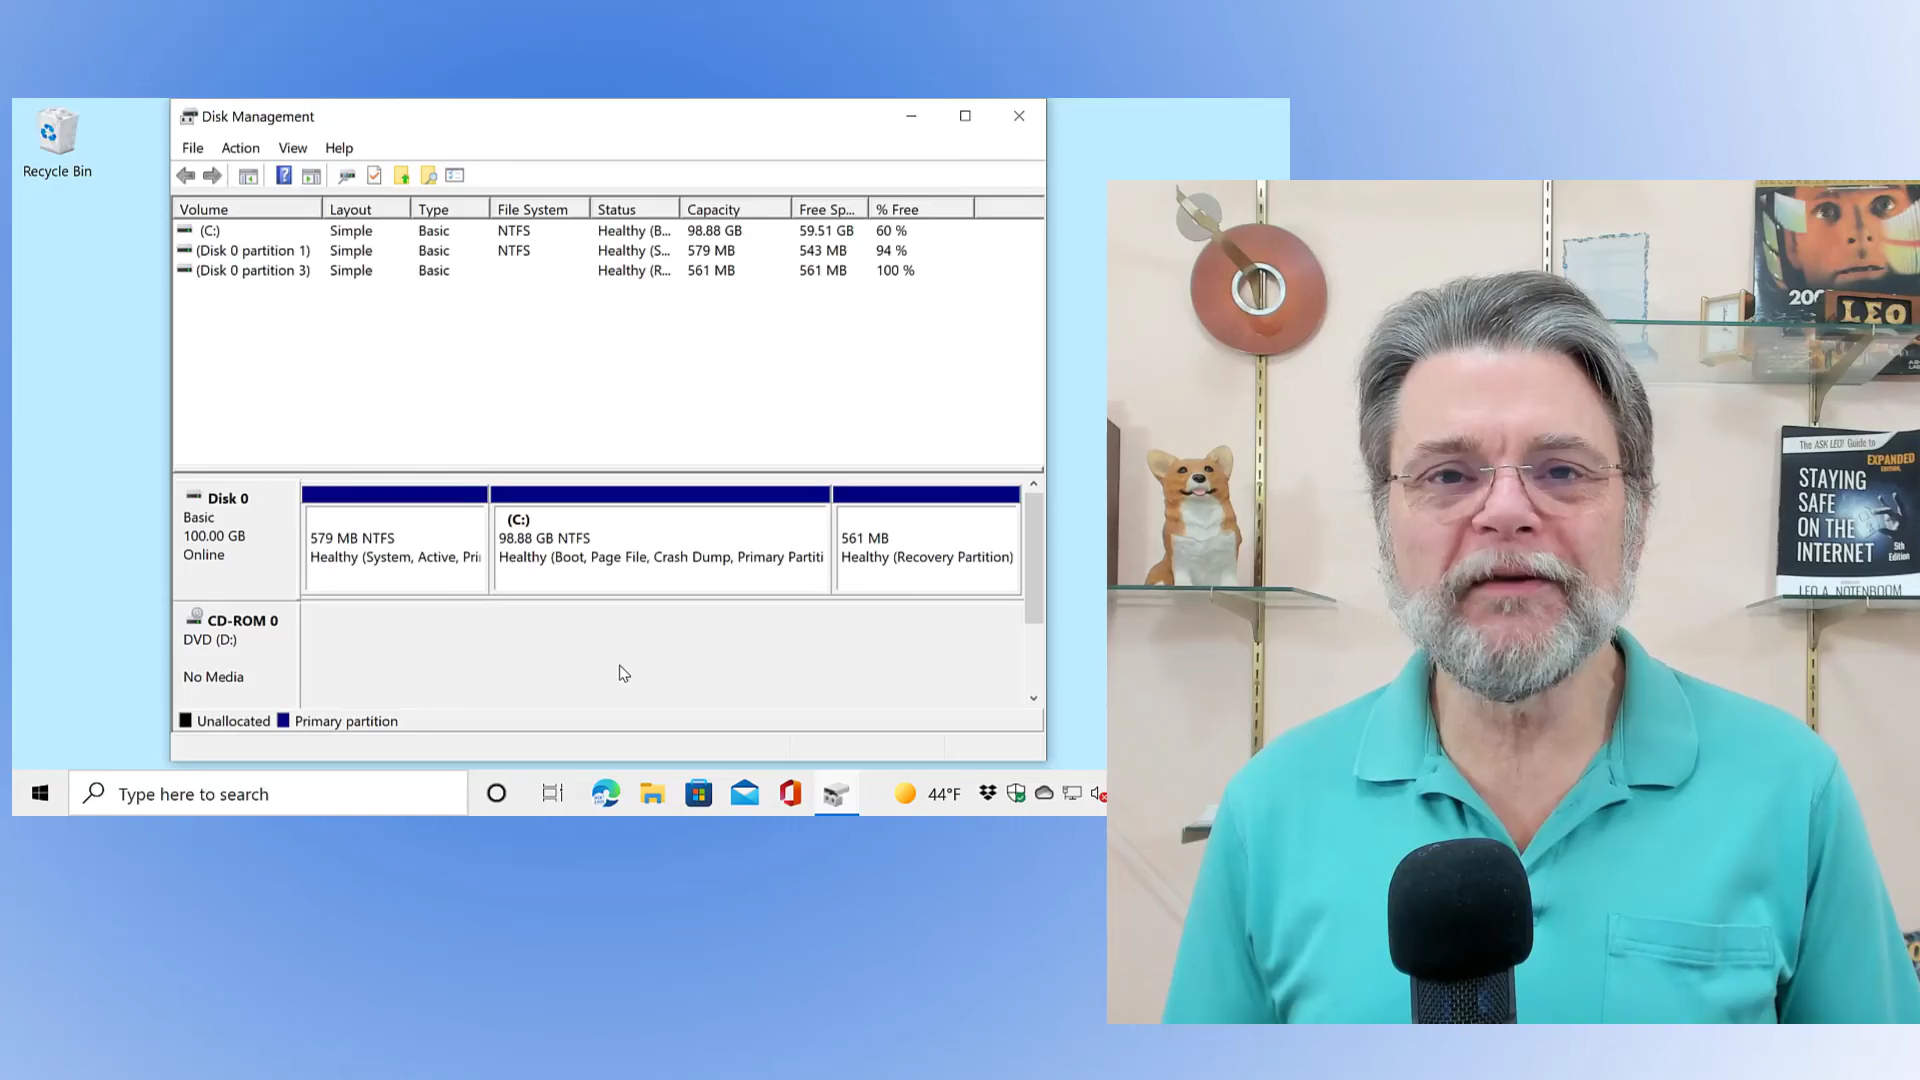 Recycle Bin
Disk Management
File Action View Help
Volume Layout Type File System Status Capacity Free Sp... % Free
(C:) Simple Basic NTFS Healthy (B... 98.88 GB 59.51 GB 60 %
(Disk 0 partition 1) Simple Basic NTFS Healthy (S... 579 MB 543 MB 94 %
(Disk 0 partition 3) Simple Basic Healthy (R... 561 MB 561 MB 100 %
Disk 0
Basic
100.00 GB
Online
579 MB NTFS
Healthy (System, Active, Pri
(C:)
98.88 GB NTFS
Healthy (Boot, Page File, Crash Dump, Primary Partiti
561 MB
Healthy (Recovery Partition)
CD-ROM 0
DVD (D:)
No Media
Unallocated Primary partition
Type here to search
44°F
LEO
The ASK LEO! Guide to
EXPANDED
EDITION
STAYING
SAFE
ON THE
INTERNET
5th
Edition
LEO A. NOTENBOOM